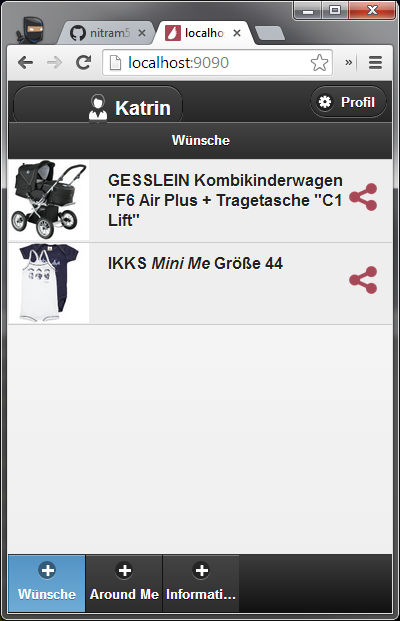 nitram5
localho
localhost:9090
»
Katrin
Profil
Wünsche
GESSLEIN Kombikinderwagen
"F6 Air Plus + Tragetasche "C1
Lift"
IKKS Mini Me Größe 44
Wünsche
Around Me
Informati...